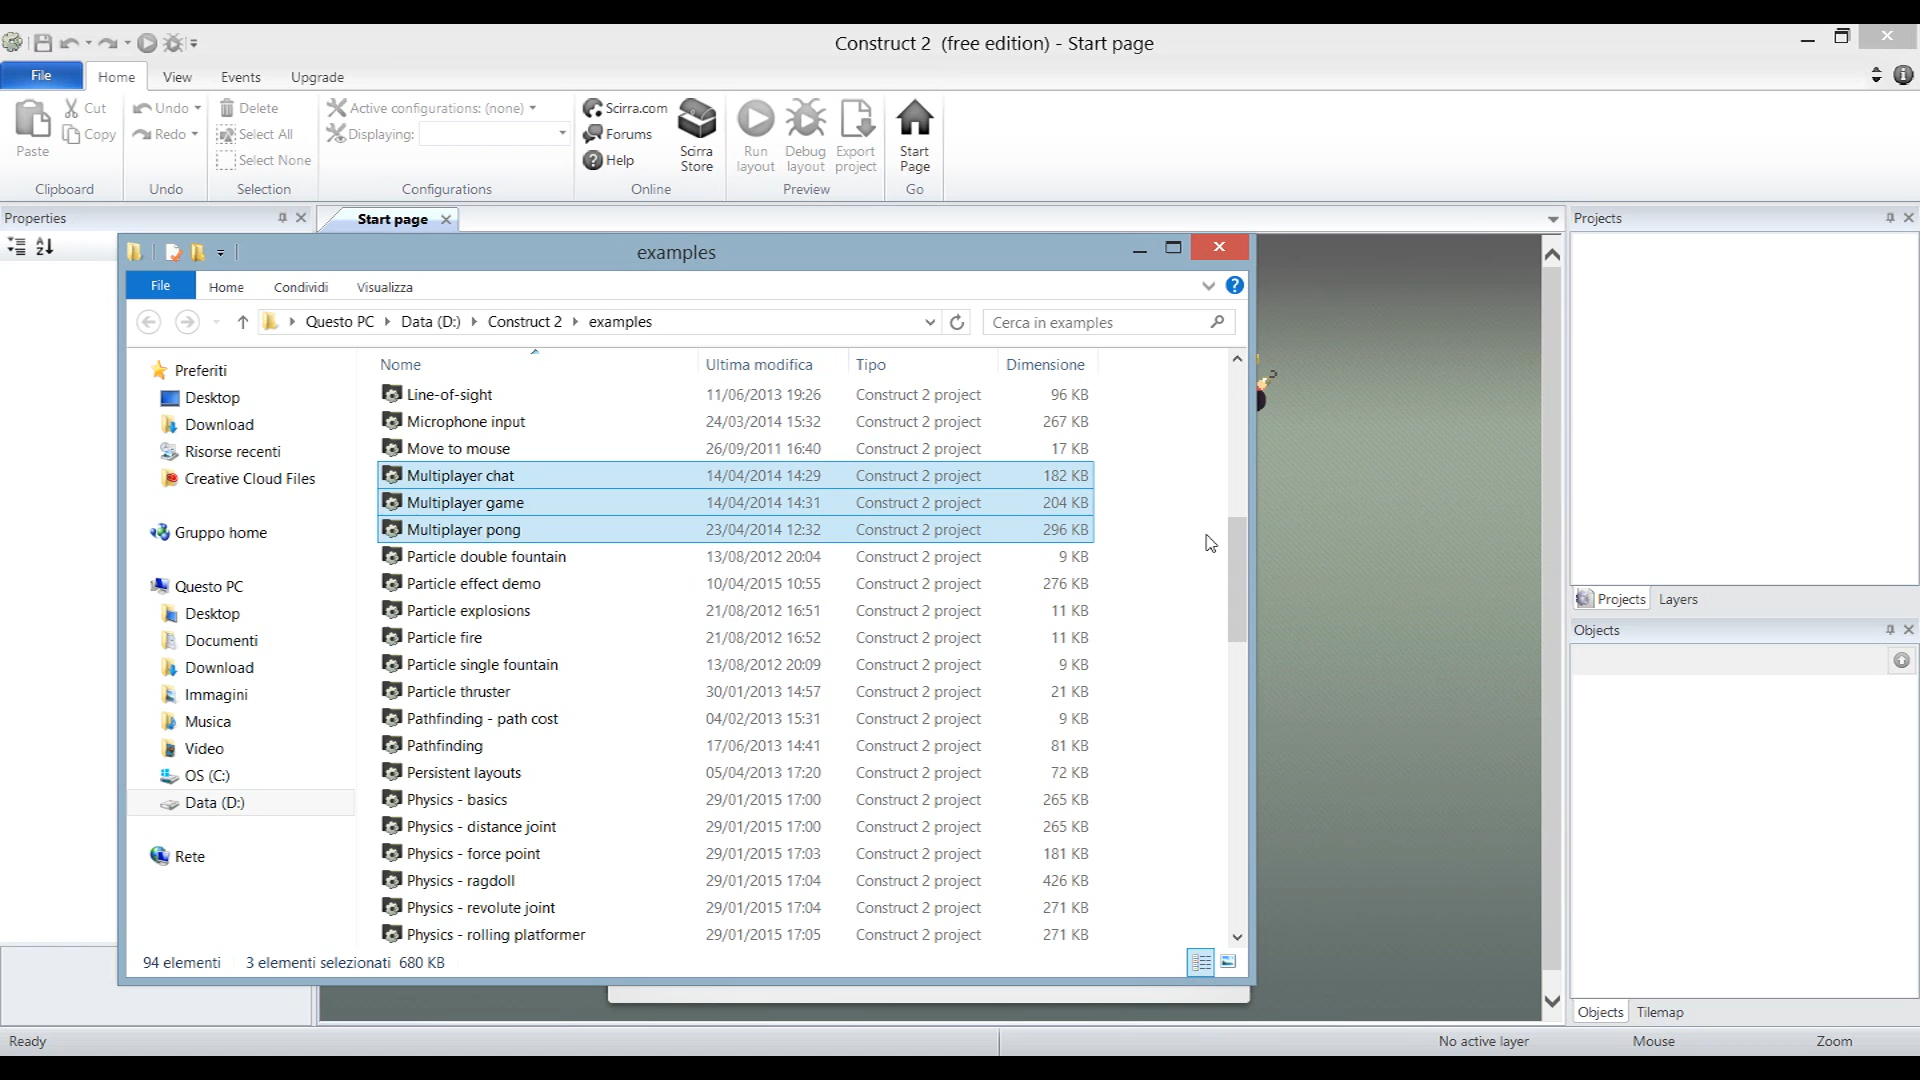 Construct 2 (free edition) - Start page
File Home View Events Upgrade
Paste Cut Copy Clipboard
Undo Redo Undo
Delete Select All Select None Selection
Active configurations: (none)
Displaying:
Configurations
Scirra.com Forums Help Scirra Store Online
Run layout Debug layout Export project Preview
Start Page Go
Properties
Start page
Projects
examples
File Home Condividi Visualizza
Questo PC Data (D:) Construct 2 examples
Cerca in examples
Preferiti
Desktop
Download
Risorse recenti
Creative Cloud Files
Gruppo home
Questo PC
Desktop
Documenti
Download
Immagini
Musica
Video
OS (C:)
Data (D:)
Rete
Nome Ultima modifica Tipo Dimensione
Line-of-sight 11/06/2013 19:26 Construct 2 project 96 KB
Microphone input 24/03/2014 15:32 Construct 2 project 267 KB
Move to mouse 26/09/2011 16:40 Construct 2 project 17 KB
Multiplayer chat 14/04/2014 14:29 Construct 2 project 182 KB
Multiplayer game 14/04/2014 14:31 Construct 2 project 204 KB
Multiplayer pong 23/04/2014 12:32 Construct 2 project 296 KB
Particle double fountain 13/08/2012 20:04 Construct 2 project 9 KB
Particle effect demo 10/04/2015 10:55 Construct 2 project 276 KB
Particle explosions 21/08/2012 16:51 Construct 2 project 11 KB
Particle fire 21/08/2012 16:52 Construct 2 project 11 KB
Particle single fountain 13/08/2012 20:09 Construct 2 project 9 KB
Particle thruster 30/01/2013 14:57 Construct 2 project 21 KB
Pathfinding - path cost 04/02/2013 15:31 Construct 2 project 9 KB
Pathfinding 17/06/2013 14:41 Construct 2 project 81 KB
Persistent layouts 05/04/2013 17:20 Construct 2 project 72 KB
Physics - basics 29/01/2015 17:00 Construct 2 project 265 KB
Physics - distance joint 29/01/2015 17:00 Construct 2 project 265 KB
Physics - force point 29/01/2015 17:03 Construct 2 project 181 KB
Physics - ragdoll 29/01/2015 17:04 Construct 2 project 426 KB
Physics - revolute joint 29/01/2015 17:04 Construct 2 project 271 KB
Physics - rolling platformer 29/01/2015 17:05 Construct 2 project 271 KB
94 elementi 3 elementi selezionati 680 KB
Projects Layers
Objects
Objects Tilemap
Ready No active layer Mouse Zoom